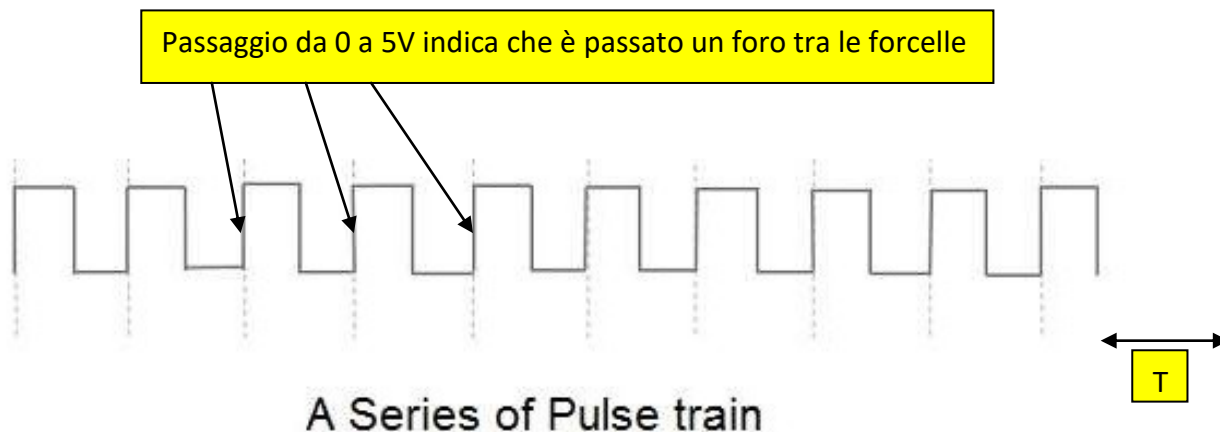 Passaggio da 0 a 5V indica che è passato un foro tra le forcelle
T
A Series of Pulse train